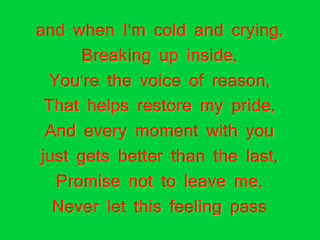 and when I'm cold and crying,
Breaking up inside,
You're the voice of reason,
That helps restore my pride,
And every moment with you
just gets better than the last,
Promise not to leave me,
Never let this feeling pass